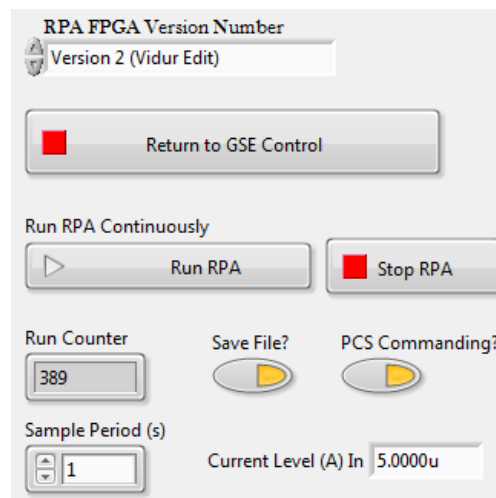 RPA FPGA Version Number
Version 2 (Vidur Edit)
Return to GSE Control
Run RPA Continuously
Run RPA
Stop RPA
Run Counter
Save File?
PCS Commanding?
389
Sample Period (s)
1
Current Level (A) In
5.0000u